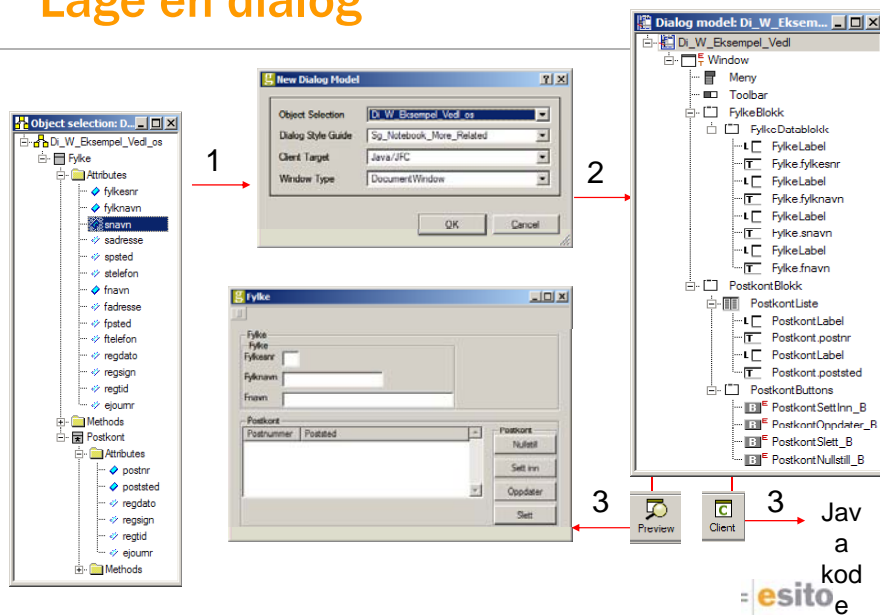 Lage en dialog
Object selection: D...
Di_W_Eksempel_Vedl_os
Fylke
Attributes
fylkesnr
fylknavn
snavn
sadresse
spsted
stelefon
fnavn
fadresse
fpsted
ftelefon
regdato
regsign
regtid
ejournr
Methods
Postkont
Attributes
postnr
poststed
regdato
regsign
regtid
ejournr
Methods
1
New Dialog Model
Object Selection Di_W_Eksempel_Vedl_os
Dialog Style Guide Sg_Notebook_More_Related
Client Target Java/JFC
Window Type DocumentWindow
OK Cancel
2
Fylke
Fylke
Fylke
Fylkesnr
Fylknavn
Fnavn
Postkont
Postnummer Poststed
Postkont
Nullstill
Sett inn
Oppdater
Slett
Dialog model: Di_W_Eksem...
Di_W_Eksempel_Vedl
Window
Meny
Toolbar
FylkeBlokk
FylkeDatablokk
FylkeLabel
Fylke.fylkesnr
FylkeLabel
Fylke.fylknavn
FylkeLabel
Fylke.snavn
FylkeLabel
Fylke.fnavn
PostkontBlokk
PostkontListe
PostkontLabel
Postkont.postnr
PostkontLabel
Postkont.poststed
PostkontButtons
PostkontSettInn_B
PostkontOppdater_B
PostkontSlett_B
PostkontNullstill_B
3
Preview
Client
3
Jav
a
kod
e
esito